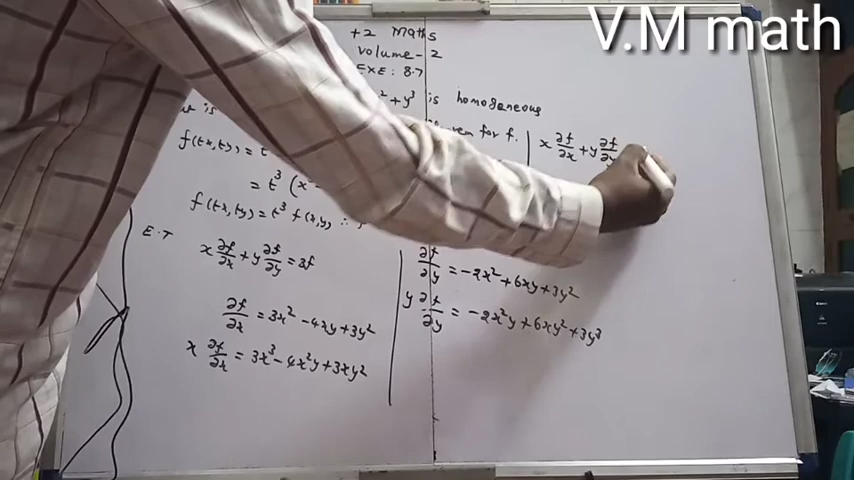 V.M math
+2 Maths
Volume - 2
EXE : 8.7
+ y³ is homogeneous
for f.
x ∂f/∂x + y ∂f/∂y
f(tx, ty) =
= t³ (x
f(tx, ty) = t³ f(x, y)
E.T
x ∂f/∂x + y ∂f/∂y = 3f
∂f/∂x = 3x² - 4xy + 3y²
x ∂f/∂x = 3x³ - 4x²y + 3xy²
∂f/∂y = -2x² + 6xy + 3y²
y ∂f/∂y = -2x²y + 6xy² + 3y³